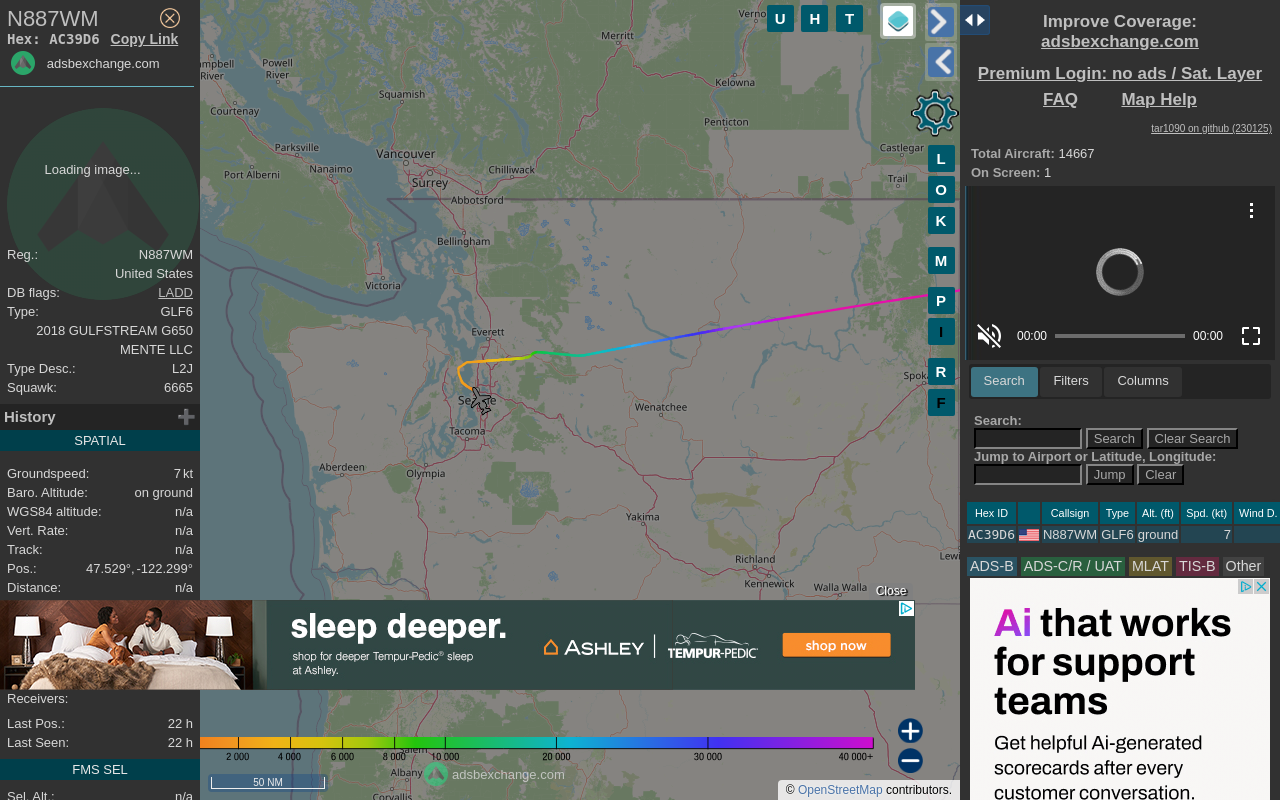 N887WM
Hex: AC39D6 Copy Link
adsbexchange.com
Loading image...
Reg.: N887WM
United States
DB flags: LADD
Type: GLF6
2018 GULFSTREAM G650
MENTE LLC
Type Desc.: L2J
Squawk: 6665
History
SPATIAL
Groundspeed: 7 kt
Baro. Altitude: on ground
WGS84 altitude: n/a
Vert. Rate: n/a
Track: n/a
Pos.: 47.529°, -122.299°
Distance: n/a
Receivers:
Last Pos.: 22 h
Last Seen: 22 h
FMS SEL
Sel. Alt.: n/a
Powell
River
River
Courtenay
Squamish
Merritt
Kelowna
Penticton
Castlegar
Trail
Parksville
Port Alberni
Nanaimo
Vancouver
Surrey
Chilliwack
Abbotsford
Bellingham
Victoria
Everett
Tacoma
Wenatchee
Aberdeen
Olympia
Yakima
Richland
Kennewick
Walla Walla
Albany
Corvallis
U H T
L
O
K
M
P
I
R
F
Close
sleep deeper.
shop for deeper Tempur-Pedic® sleep
at Ashley.
ASHLEY
TEMPUR-PEDIC
shop now
2 000 4 000 6 000 8 000 10 000 20 000 30 000 40 000+
50 NM
adsbexchange.com
© OpenStreetMap contributors.
Improve Coverage:
adsbexchange.com
Premium Login: no ads / Sat. Layer
FAQ Map Help
tar1090 on github (230125)
Total Aircraft: 14667
On Screen: 1
00:00 00:00
Search Filters Columns
Search:
Search Clear Search
Jump to Airport or Latitude, Longitude:
Jump Clear
Hex ID Callsign Type Alt. (ft) Spd. (kt) Wind D.
AC39D6 N887WM GLF6 ground 7
ADS-B ADS-C/R / UAT MLAT TIS-B Other
Ai that works
for support
teams
Get helpful Ai-generated
scorecards after every
customer conversation.